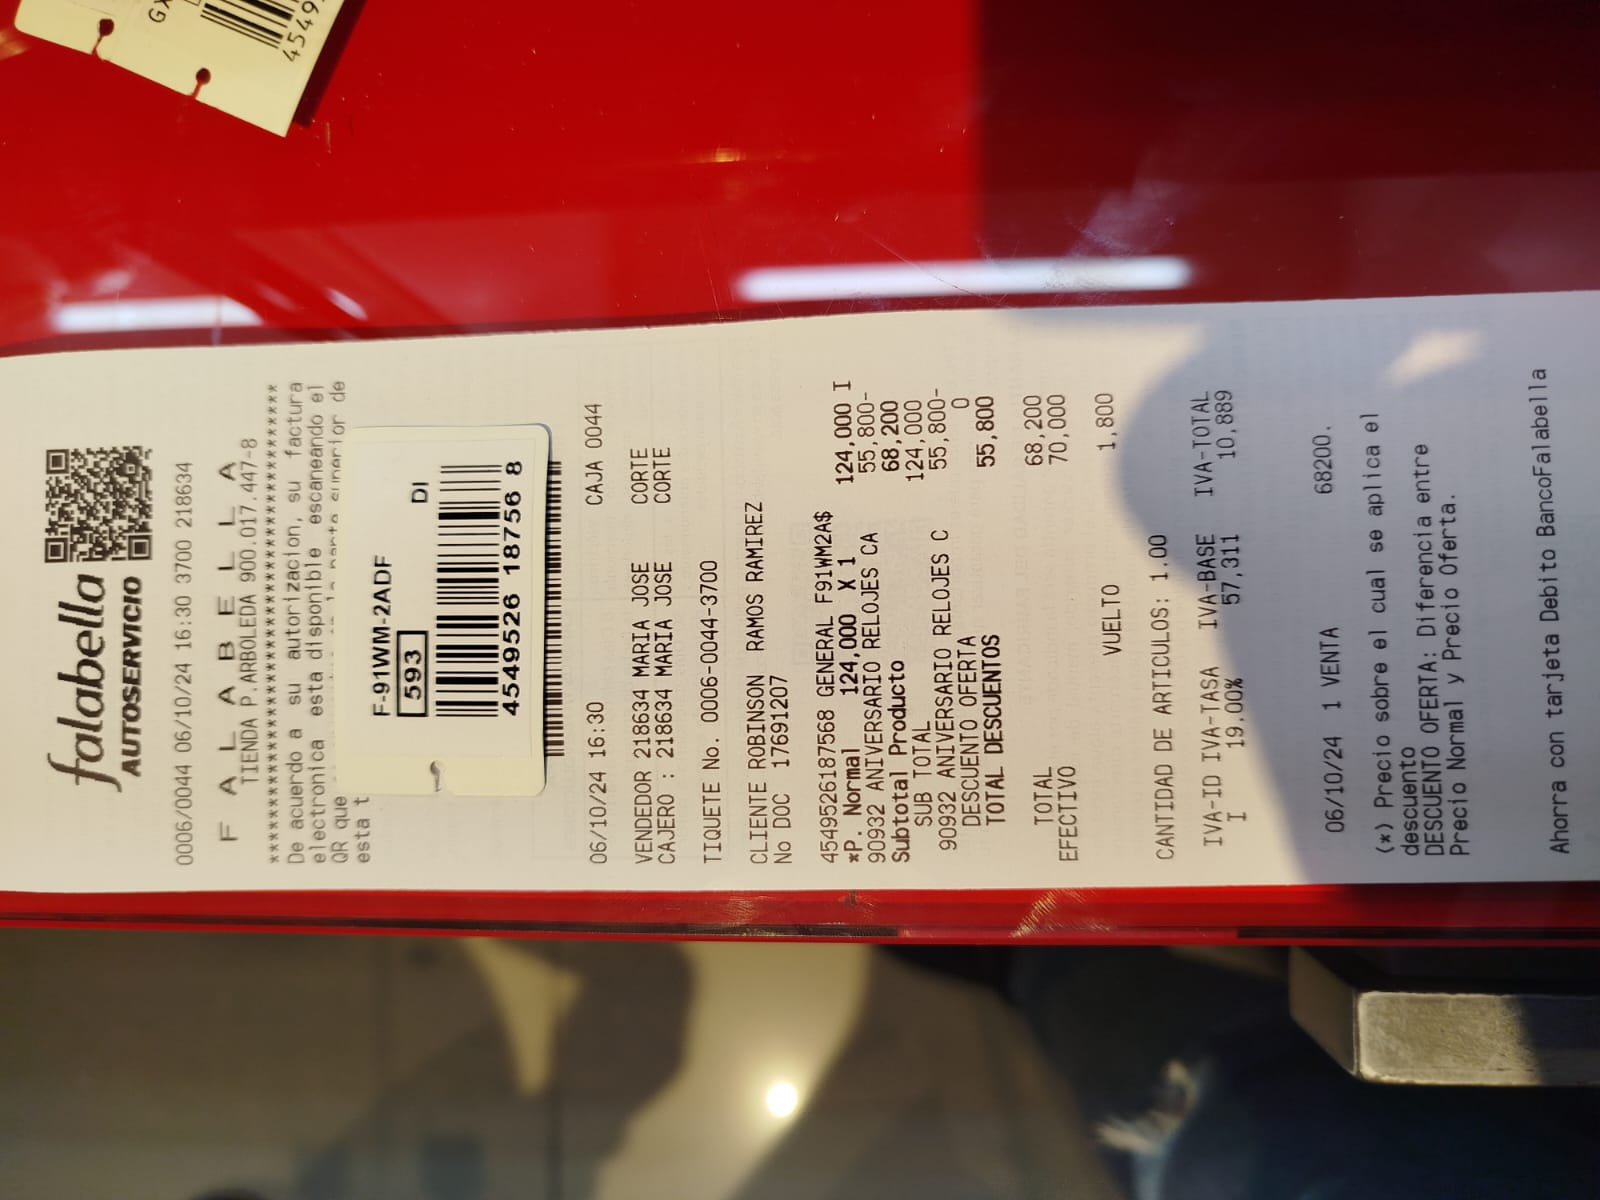 GX
4549
falabella
AUTOSERVICIO
0006/0044 06/10/24 16:30 3700 218634
F A L A B E L L A
TIENDA P.ARBOLEDA 900.017.447-8
****************************************
De acuerdo a su autorizacion, su factura
electronica esta disponible escaneando el
QR que en la parte superior de
esta t
F-91WM-2ADF
593 DI
4549526 18756 8
06/10/24 16:30 CAJA 0044
VENDEDOR 218634 MARIA JOSE CORTE
CAJERO : 218634 MARIA JOSE CORTE
TIQUETE No. 0006-0044-3700
CLIENTE ROBINSON RAMOS RAMIREZ
No DOC 17691207
4549526187568 GENERAL F91WM2A$
*P. Normal 124,000 X 1 124,000 I
90932 ANIVERSARIO RELOJES CA 55,800-
Subtotal Producto 68,200
SUB TOTAL 124,000
90932 ANIVERSARIO RELOJES C 55,800-
DESCUENTO OFERTA 0
TOTAL DESCUENTOS 55,800
TOTAL 68,200
EFECTIVO 70,000
VUELTO 1,800
CANTIDAD DE ARTICULOS: 1.00
IVA-ID IVA-TASA IVA-BASE IVA-TOTAL
I 19.00% 57,311 10,889
06/10/24 1 VENTA 68200.
(*) Precio sobre el cual se aplica el
descuento
DESCUENTO OFERTA: Diferencia entre
Precio Normal y Precio Oferta.
Ahorra con tarjeta Debito BancoFalabella